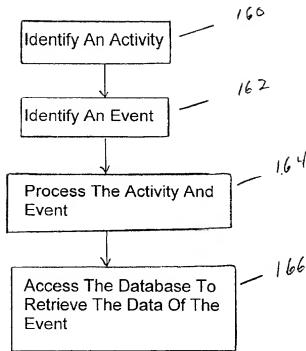 160
Identify An Activity
162
Identify An Event
164
Process The Activity And
Event
166
Access The Database To
Retrieve The Data Of The
Event